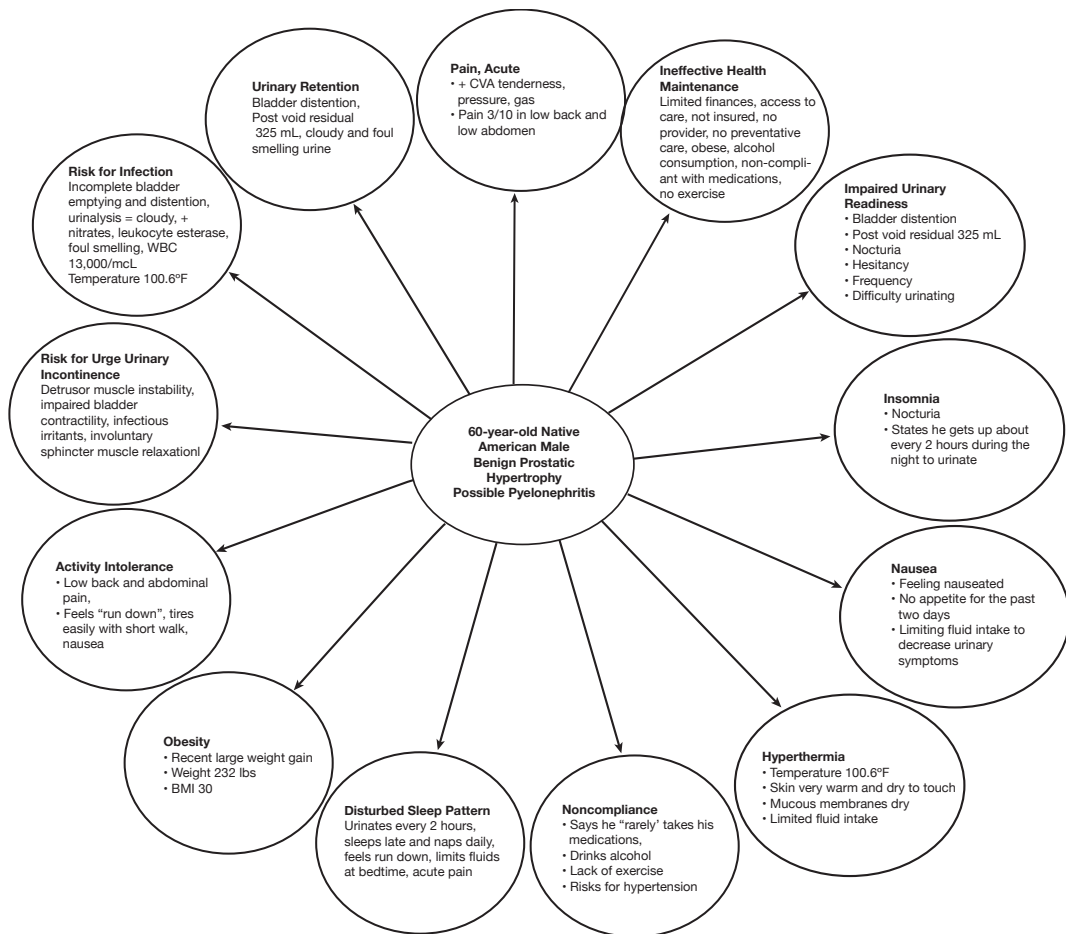 60-year-old Native
American Male
Benign Prostatic
Hypertrophy
Possible Pyelonephritis
Pain, Acute
• + CVA tenderness,
pressure, gas
• Pain 3/10 in low back and
low abdomen
Ineffective Health
Maintenance
Limited finances, access to
care, not insured, no
provider, no preventative
care, obese, alcohol
consumption, non-compli-
ant with medications,
no exercise
Impaired Urinary
Readiness
• Bladder distention
• Post void residual 325 mL
• Nocturia
• Hesitancy
• Frequency
• Difficulty urinating
Insomnia
• Nocturia
• States he gets up about
every 2 hours during the
night to urinate
Nausea
• Feeling nauseated
• No appetite for the past
two days
• Limiting fluid intake to
decrease urinary
symptoms
Hyperthermia
• Temperature 100.6ºF
• Skin very warm and dry to touch
• Mucous membranes dry
• Limited fluid intake
Noncompliance
• Says he “rarely’ takes his
medications,
• Drinks alcohol
• Lack of exercise
• Risks for hypertension
Disturbed Sleep Pattern
Urinates every 2 hours,
sleeps late and naps daily,
feels run down, limits fluids
at bedtime, acute pain
Obesity
• Recent large weight gain
• Weight 232 lbs
• BMI 30
Activity Intolerance
• Low back and abdominal
pain,
• Feels “run down”, tires
easily with short walk,
nausea
Risk for Urge Urinary
Incontinence
Detrusor muscle instability,
impaired bladder
contractility, infectious
irritants, involuntary
sphincter muscle relaxationl
Risk for Infection
Incomplete bladder
emptying and distention,
urinalysis = cloudy, +
nitrates, leukocyte esterase,
foul smelling, WBC
13,000/mcL
Temperature 100.6ºF
Urinary Retention
Bladder distention,
Post void residual
325 mL, cloudy and foul
smelling urine